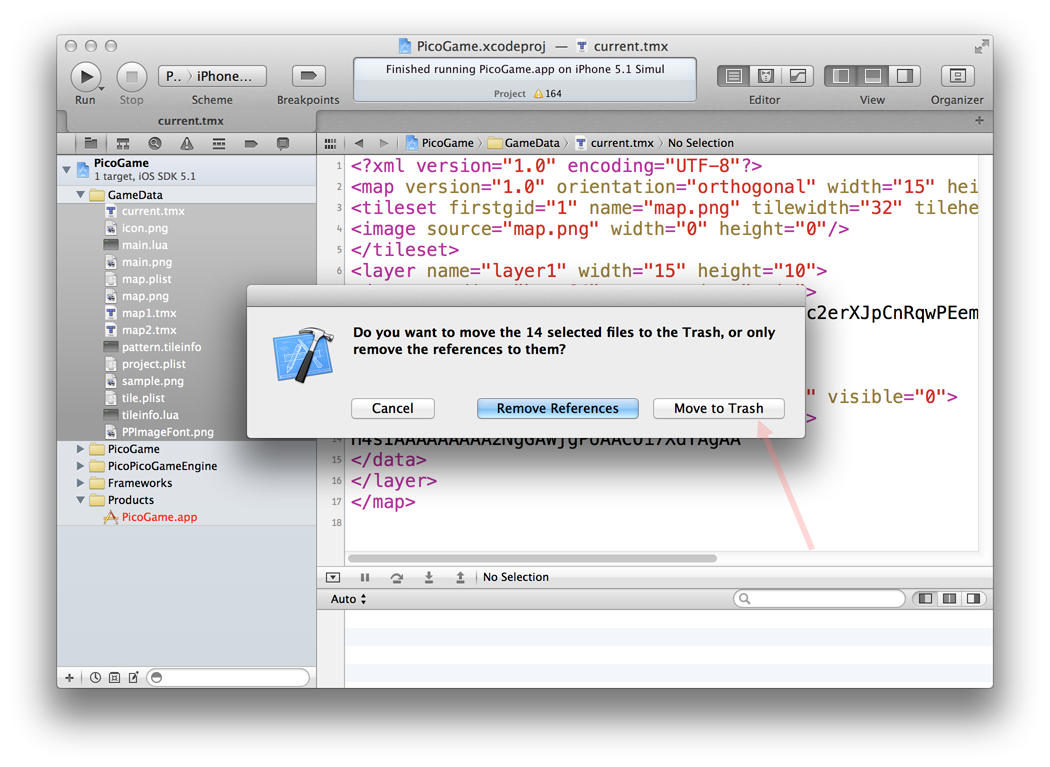 PicoGame.xcodeproj — current.tmx
Run
Stop
P.. 〉iPhone...
Scheme
Breakpoints
Finished running PicoGame.app on iPhone 5.1 Simul
Project 164
Editor
View
Organizer
current.tmx
PicoGame 〉 GameData 〉 current.tmx 〉 No Selection
PicoGame
1 target, iOS SDK 5.1
GameData
current.tmx
icon.png
main.lua
main.png
map.plist
map.png
map1.tmx
map2.tmx
pattern.tileinfo
project.plist
sample.png
tile.plist
tileinfo.lua
PPImageFont.png
PicoGame
PicoPicoGameEngine
Frameworks
Products
PicoGame.app
1 <?xml version="1.0" encoding="UTF-8"?>
2 <map version="1.0" orientation="orthogonal" width="15" hei
3 <tileset firstgid="1" name="map.png" tilewidth="32" tilehe
4 <image source="map.png" width="0" height="0"/>
5 </tileset>
6 <layer name="layer1" width="15" height="10">
>
c2erXJpCnRqwPEem
" visible="0">
>
15 </data>
16 </layer>
17 </map>
18
Do you want to move the 14 selected files to the Trash, or only
remove the references to them?
Cancel
Remove References
Move to Trash
No Selection
Auto